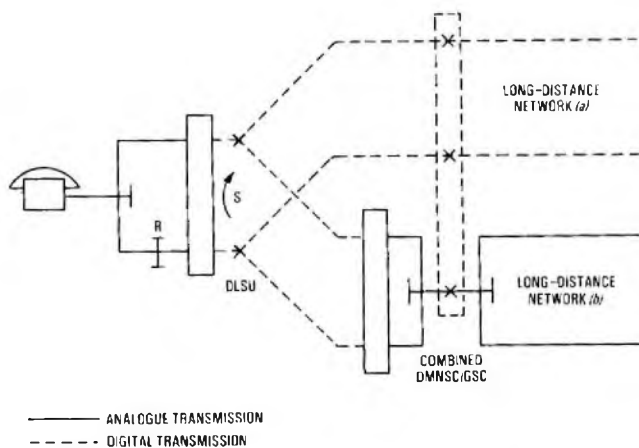 LONG-DISTANCE
NETWORK (a)
R
S
DLSU
LONG-DISTANCE
NETWORK (b)
COMBINED
DMNSC/GSC
ANALOGUE TRANSMISSION
DIGITAL TRANSMISSION